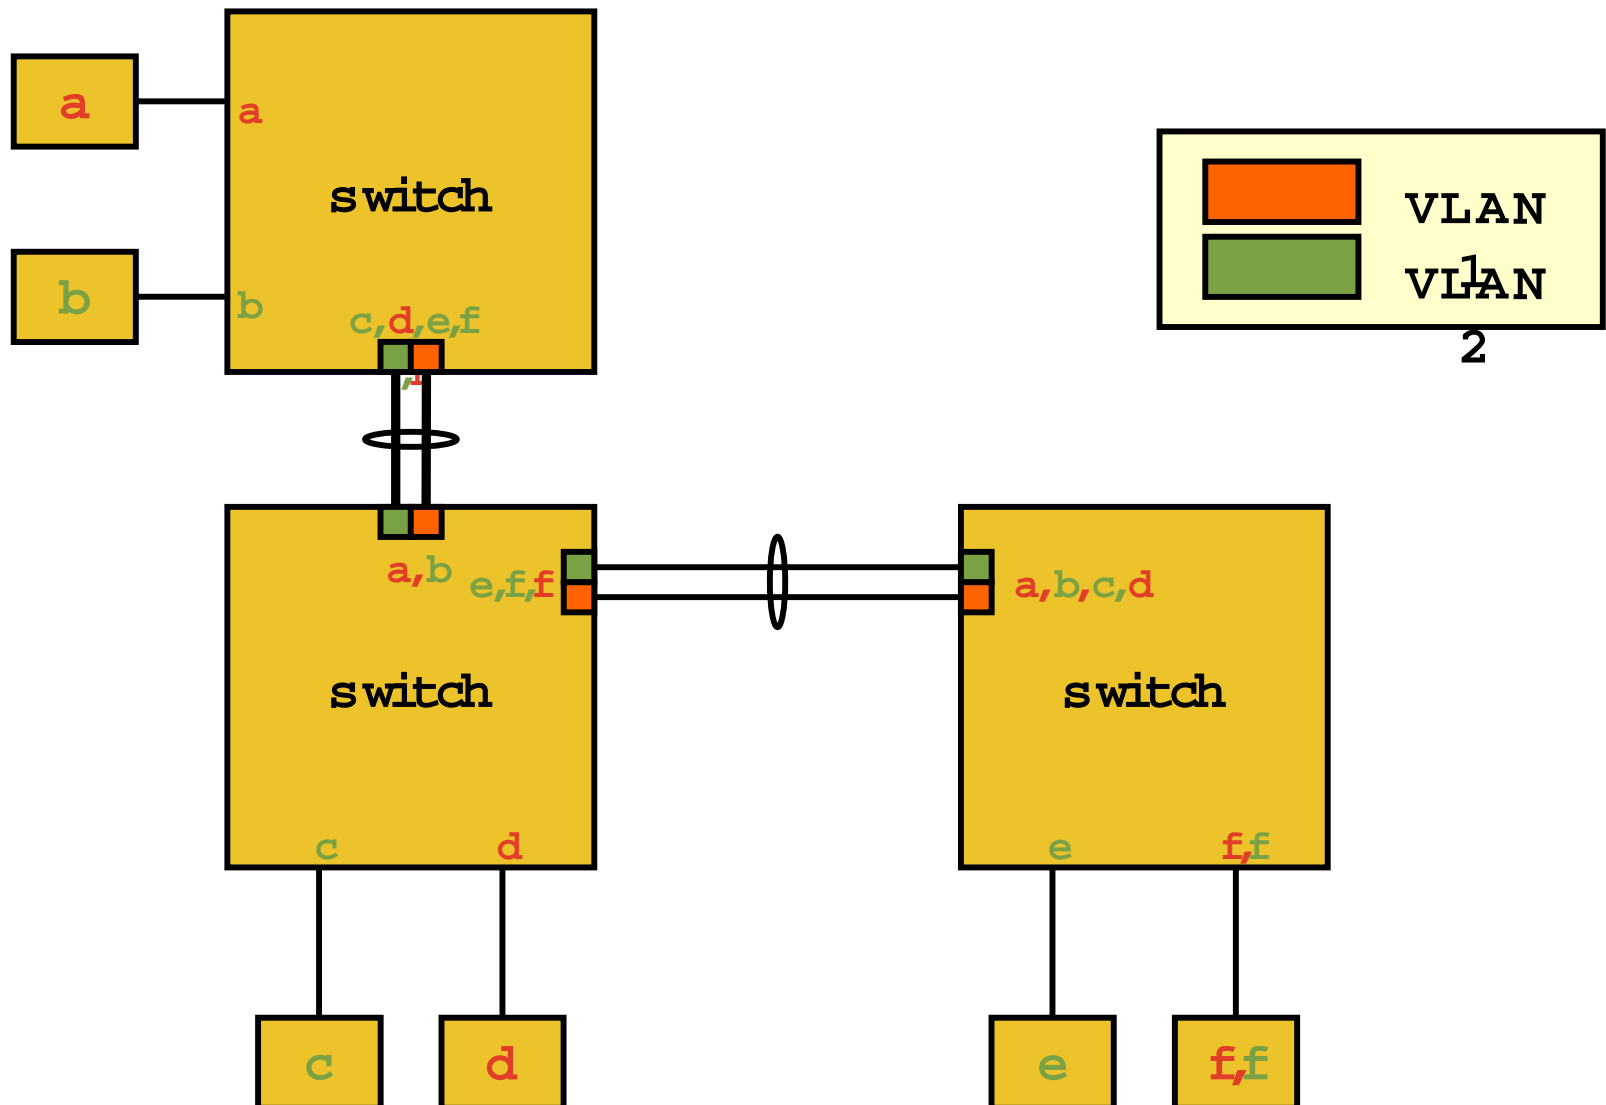 a
a
switch
VLAN
1
VLAN
2
b
b
c,d,e,f
,f
a,b
e,f,f
a,b,c,d
switch
switch
c
d
e
f,f
c
d
e
f,f